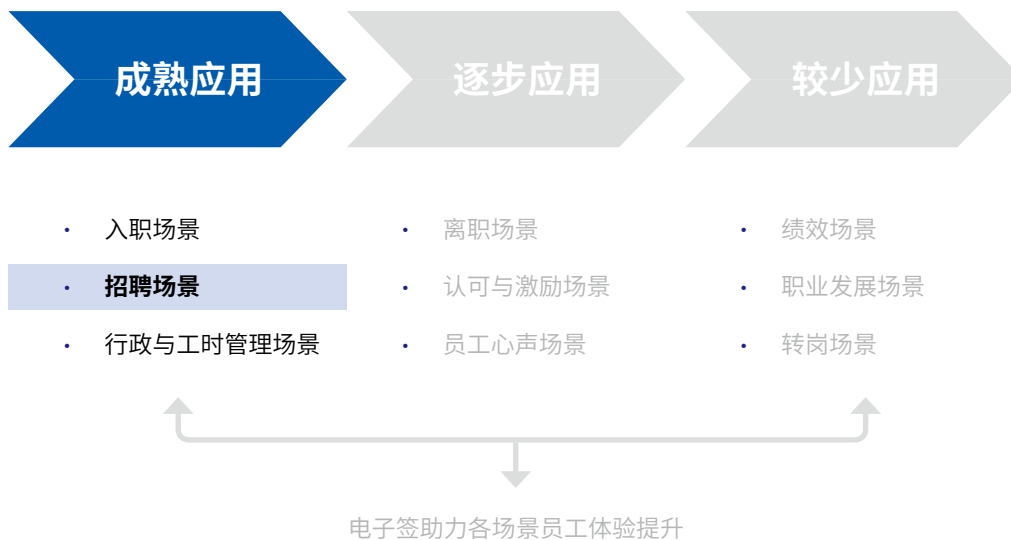 成熟应用
逐步应用
较少应用
• 入职场景
• 招聘场景
• 行政与工时管理场景
• 离职场景
• 认可与激励场景
• 员工心声场景
• 绩效场景
• 职业发展场景
• 转岗场景
电子签助力各场景员工体验提升